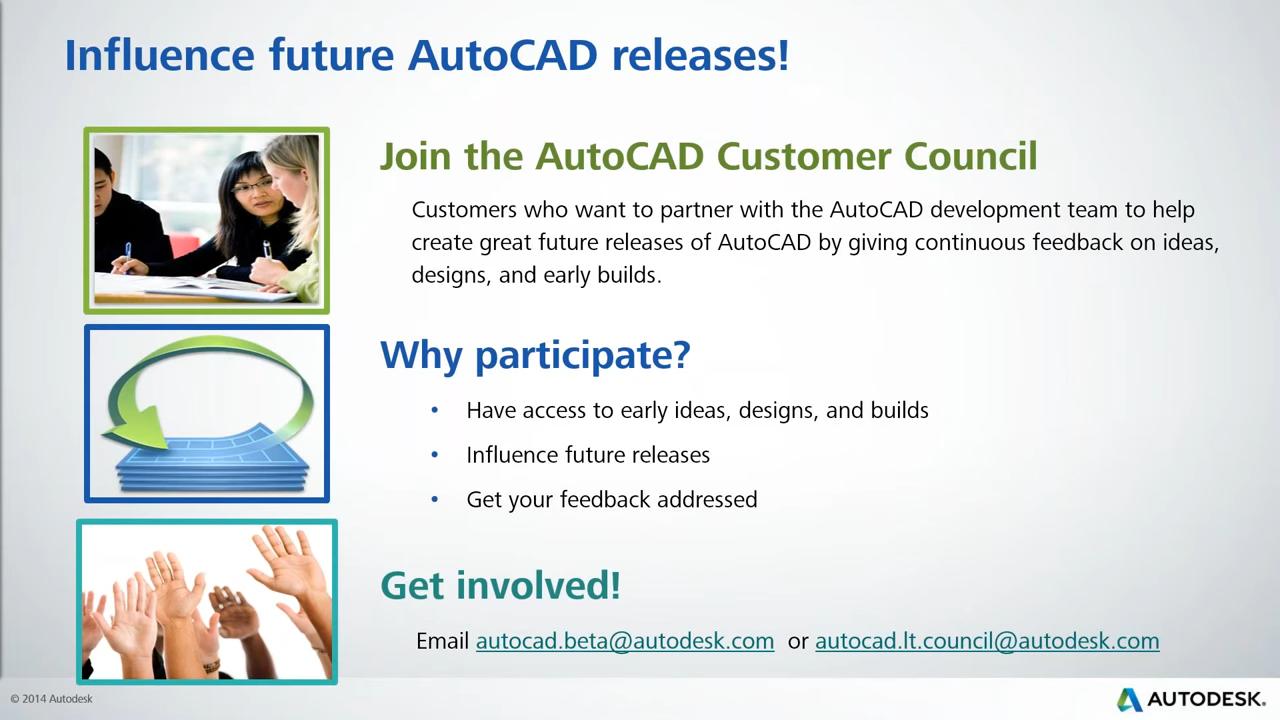 Influence future AutoCAD releases!
Join the AutoCAD Customer Council
Customers who want to partner with the AutoCAD development team to help
create great future releases of AutoCAD by giving continuous feedback on ideas,
designs, and early builds.
Why participate?
• Have access to early ideas, designs, and builds
• Influence future releases
• Get your feedback addressed
Get involved!
Email autocad.beta@autodesk.com or autocad.lt.council@autodesk.com
© 2014 Autodesk
AUTODESK.